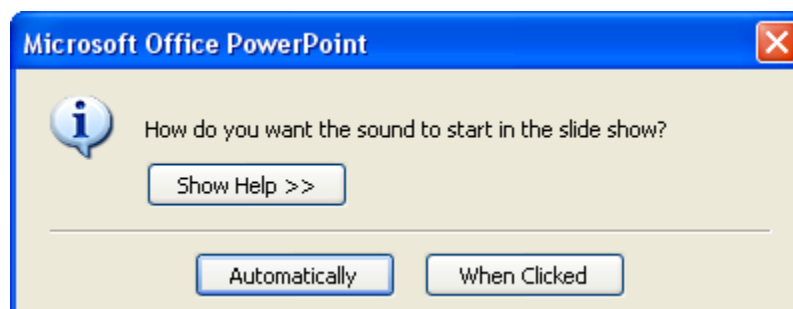 Microsoft Office PowerPoint
How do you want the sound to start in the slide show?
Show Help >>
Automatically
When Clicked